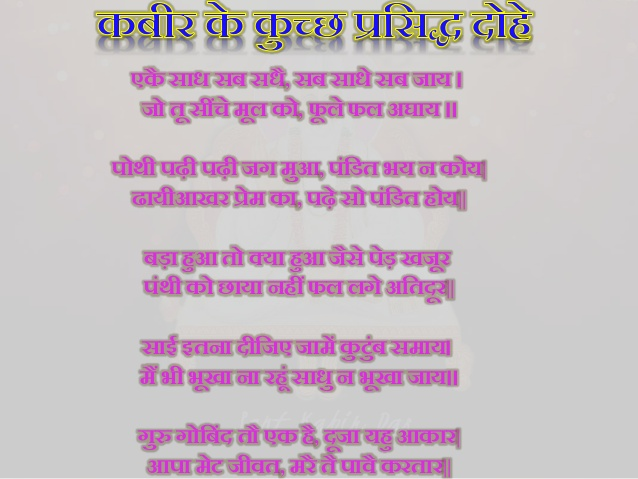 कबीर के कुच्छ प्रसिद्ध दोहे
एकै साध सब सधै, सब साधे सब जाय ।
जो तू सींचे मूल को, फूले फल अघाय ॥
पोथी पढ़ी पढ़ी जग मुआ, पंडित भय न कोय|
ढायीआखर प्रेम का, पढ़े सो पंडित होय||
बड़ा हुआ तो क्या हुआ जैसे पेड़ खजूर
पंथी को छाया नहीं फल लगे अतिदूर||
साई इतना दीजिए जामें कुटुंब समाय।
मैं भी भूखा ना रहूं साधु न भूखा जाय।।
गुरु गोबिंद तौ एक है, दूजा यहु आकार|
आपा मेट जीवत, मरै तै पावै करतार||